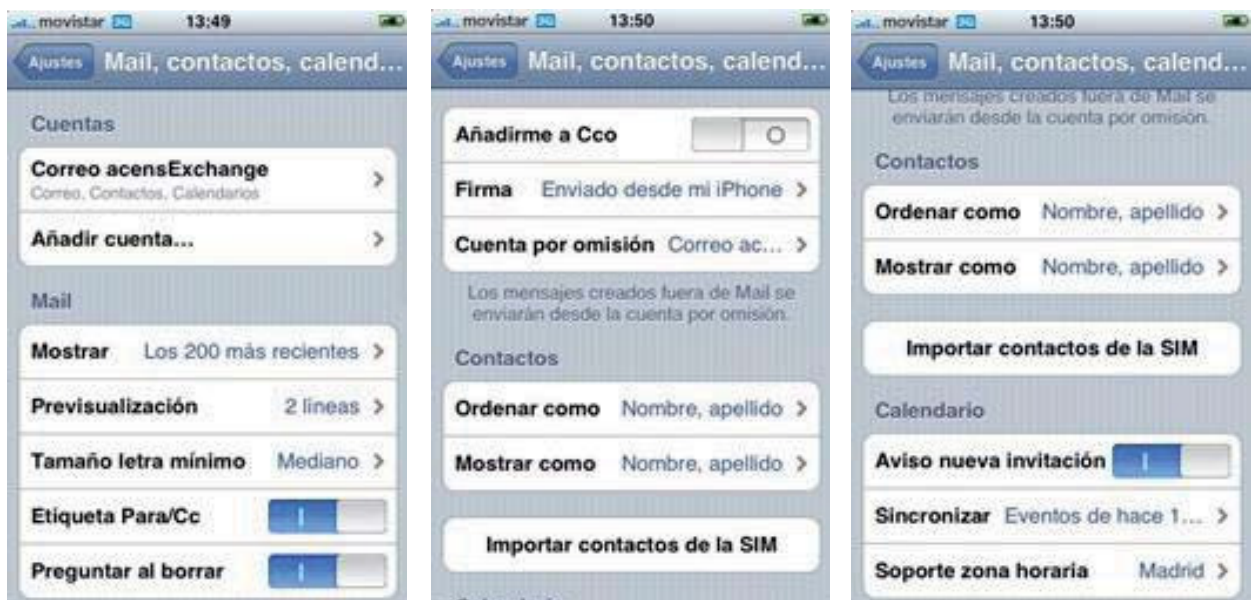 movistar 3G 13:49
Ajustes Mail, contactos, calend...
Cuentas
Correo acensExchange
Correo, Contactos, Calendarios
Añadir cuenta...
Mail
Mostrar Los 200 más recientes
Previsualización 2 líneas
Tamaño letra mínimo Mediano
Etiqueta Para/Cc
Preguntar al borrar
movistar 3G 13:50
Ajustes Mail, contactos, calend...
Añadirme a Cco
Firma Enviado desde mi iPhone
Cuenta por omisión Correo ac...
Los mensajes creados fuera de Mail se
enviarán desde la cuenta por omisión.
Contactos
Ordenar como Nombre, apellido
Mostrar como Nombre, apellido
Importar contactos de la SIM
movistar 3G 13:50
Ajustes Mail, contactos, calend...
Los mensajes creados fuera de Mail se
enviarán desde la cuenta por omisión.
Contactos
Ordenar como Nombre, apellido
Mostrar como Nombre, apellido
Importar contactos de la SIM
Calendario
Aviso nueva invitación
Sincronizar Eventos de hace 1...
Soporte zona horaria Madrid